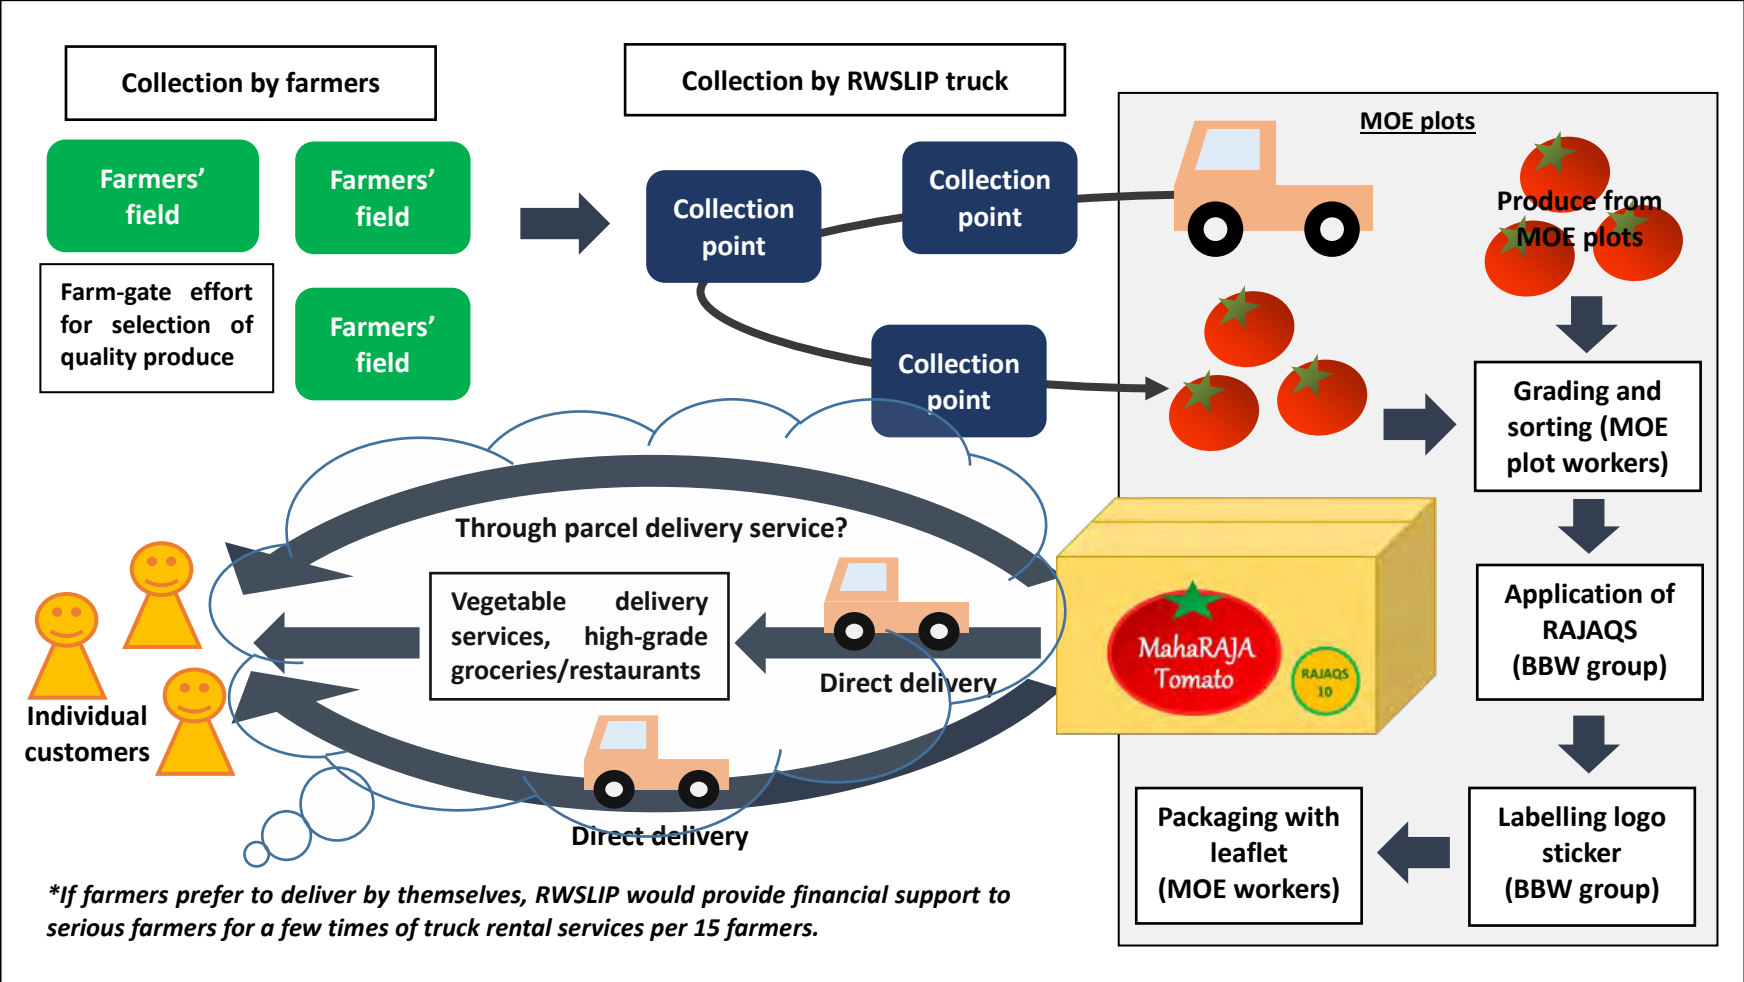 Collection by farmers
Collection by RWSLIP truck
MOE plots
Farmers’
field
Farmers’
field
Farmers’
field
Farm-gate effort
for selection of
quality produce
Collection
point
Collection
point
Collection
point
Produce from
MOE plots
Grading and
sorting (MOE
plot workers)
Application of
RAJAQS
(BBW group)
Labelling logo
sticker
(BBW group)
Packaging with
leaflet
(MOE workers)
MahaRAJA
Tomato
RAJAQS
10
Through parcel delivery service?
Vegetable delivery
services, high-grade
groceries/restaurants
Direct delivery
Direct delivery
Individual
customers
*If farmers prefer to deliver by themselves, RWSLIP would provide financial support to
serious farmers for a few times of truck rental services per 15 farmers.